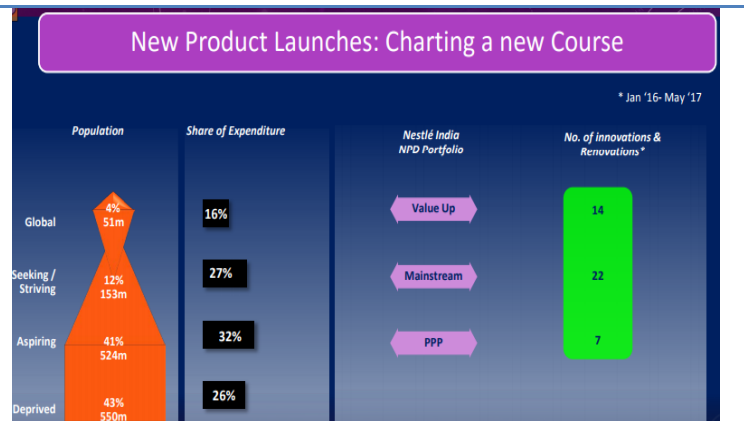 New Product Launches: Charting a new Course
* Jan '16- May '17
Population
Share of Expenditure
Nestlé India
NPD Portfolio
No. of innovations &
Renovations*
Global
4%
51m
16%
Value Up
14
Seeking /
Striving
12%
153m
27%
Mainstream
22
Aspiring
41%
524m
32%
PPP
7
Deprived
43%
550m
26%